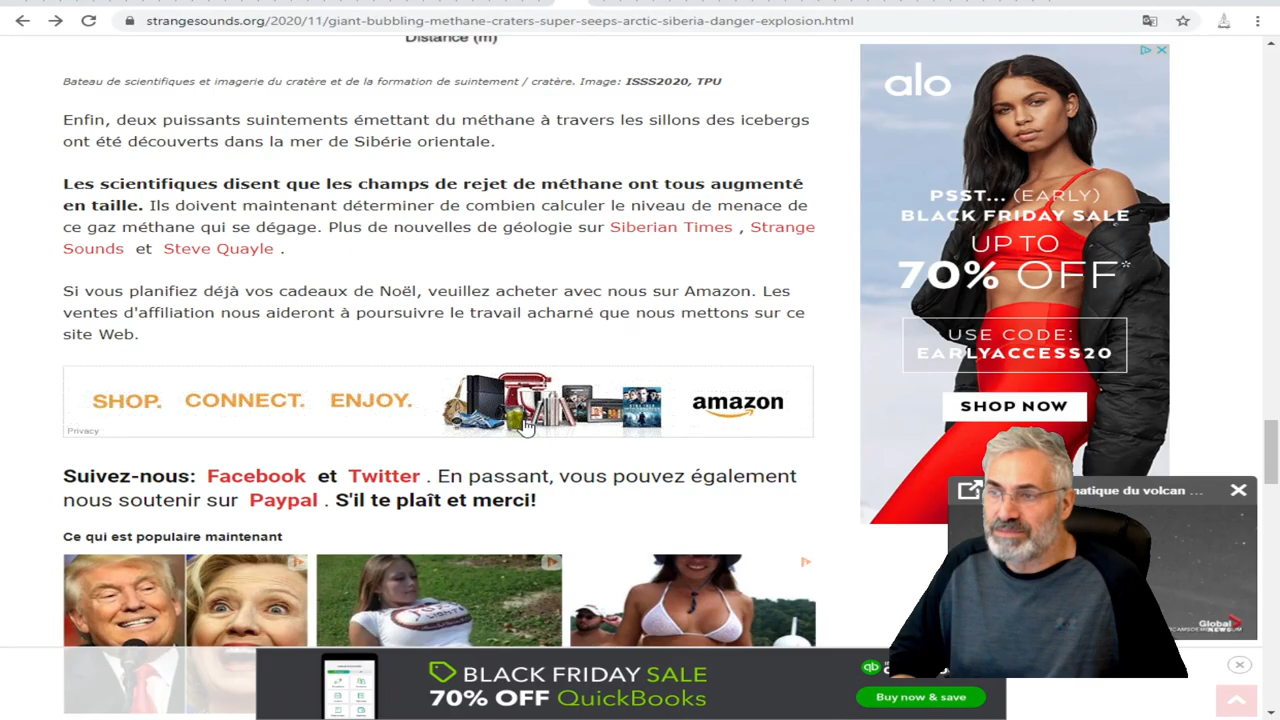 strangesounds.org/2020/11/giant-bubbling-methane-craters-super-seeps-arctic-siberia-danger-explosion.html
Distance (m)
Bateau de scientifiques et imagerie du cratère et de la formation de suintement / cratère. Image: ISSS2020, TPU
Enfin, deux puissants suintements émettant du méthane à travers les sillons des icebergs
ont été découverts dans la mer de Sibérie orientale.
Les scientifiques disent que les champs de rejet de méthane ont tous augmenté
en taille. Ils doivent maintenant déterminer de combien calculer le niveau de menace de
ce gaz méthane qui se dégage. Plus de nouvelles de géologie sur Siberian Times , Strange
Sounds et Steve Quayle .
Si vous planifiez déjà vos cadeaux de Noël, veuillez acheter avec nous sur Amazon. Les
ventes d'affiliation nous aideront à poursuivre le travail acharné que nous mettons sur ce
site Web.
SHOP. CONNECT. ENJOY. amazon
Privacy
Suivez-nous: Facebook et Twitter . En passant, vous pouvez également
nous soutenir sur Paypal . S'il te plaît et merci!
Ce qui est populaire maintenant
alo
PSST... (EARLY)
BLACK FRIDAY SALE
UP TO
70% OFF*
USE CODE:
EARLYACCESS20
SHOP NOW
matique du volcan ...
Global
NEWS
BLACK FRIDAY SALE
70% OFF QuickBooks
qb
Buy now & save